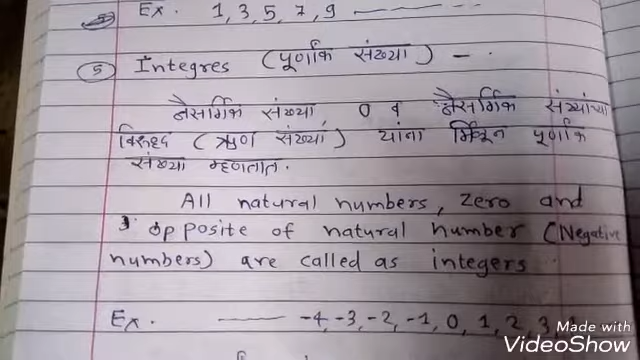 Ex. 1, 3, 5, 7, 9 ————
(5) Integres (पूर्णांक संख्या) – .
नैसर्गिक संख्या, 0 व नैसर्गिक संख्यांच्या
विरुध्द (ऋण संख्या) यांना मिळून पूर्णांक
संख्या म्हणतात.
All natural numbers, zero and
opposite of natural number (Negative
numbers) are called as integers
Ex. ———— -4, -3, -2, -1, 0, 1, 2, 3,
Made with
VideoShow